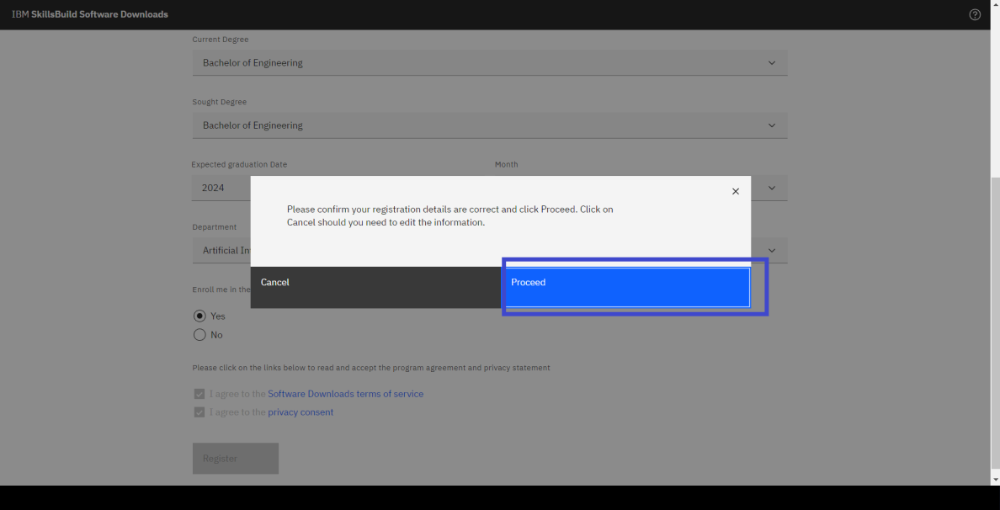 IBM SkillsBuild Software Downloads
Current Degree
Bachelor of Engineering
Sought Degree
Bachelor of Engineering
Expected graduation Date
Month
2024
Please confirm your registration details are correct and click Proceed. Click on
Cancel should you need to edit the information.
Department
Artificial
Cancel
Proceed
Enroll me in the
Yes
No
Please click on the links below to read and accept the program agreement and privacy statement
I agree to the Software Downloads terms of service
I agree to the privacy consent
Register